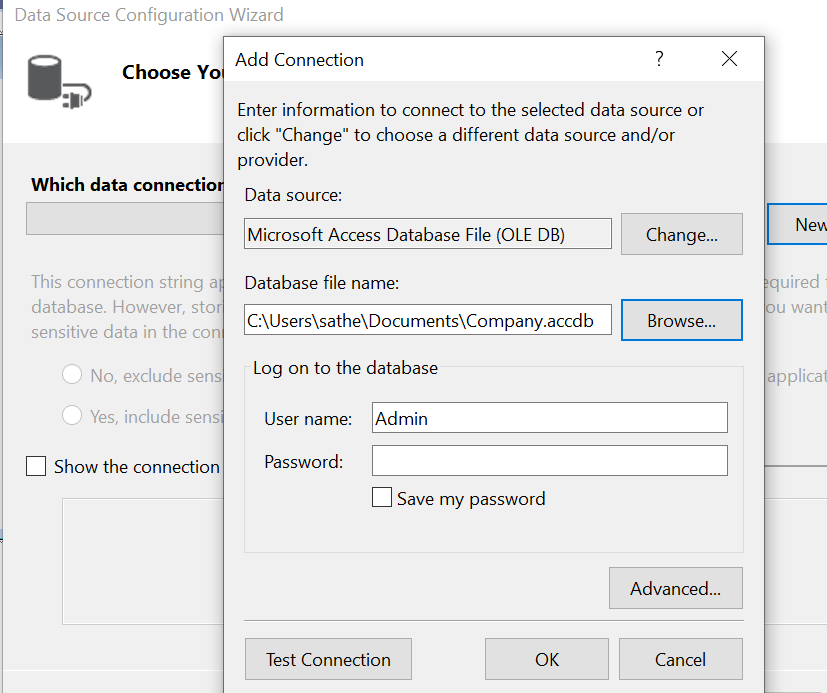 Data Source Configuration Wizard
Add Connection
?
Choose You
Enter information to connect to the selected data source or
click "Change" to choose a different data source and/or
provider.
Which data connection
Data source:
Microsoft Access Database File (OLE DB)
Change...
New
This connection string ap
equired
Database file name:
database. However, stor
ou want
C:\Users\sathe\Documents\Company.accdb
Browse...
sensitive data in the conn
Log on to the database
No, exclude sens
applicat
User name:
Admin
Yes, include sensi
Password:
Show the connection
Save my password
Advanced...
Test Connection
OK
Cancel